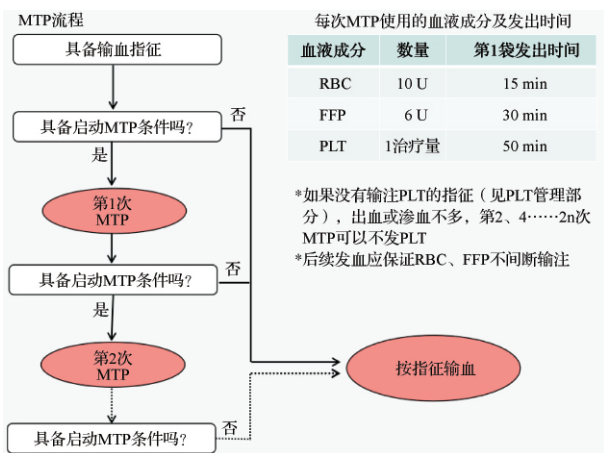 MTP流程
具备输血指征
具备启动MTP条件吗?
否
是
第1次
MTP
具备启动MTP条件吗?
否
是
第2次
MTP
具备启动MTP条件吗?
否
按指征输血
每次MTP使用的血液成分及发出时间
血液成分 数量 第1袋发出时间
RBC 10 U 15 min
FFP 6 U 30 min
PLT 1治疗量 50 min
*如果没有输注PLT的指征（见PLT管理部
分），出血或渗血不多，第2、4……2n次
MTP可以不发PLT
*后续发血应保证RBC、FFP不间断输注